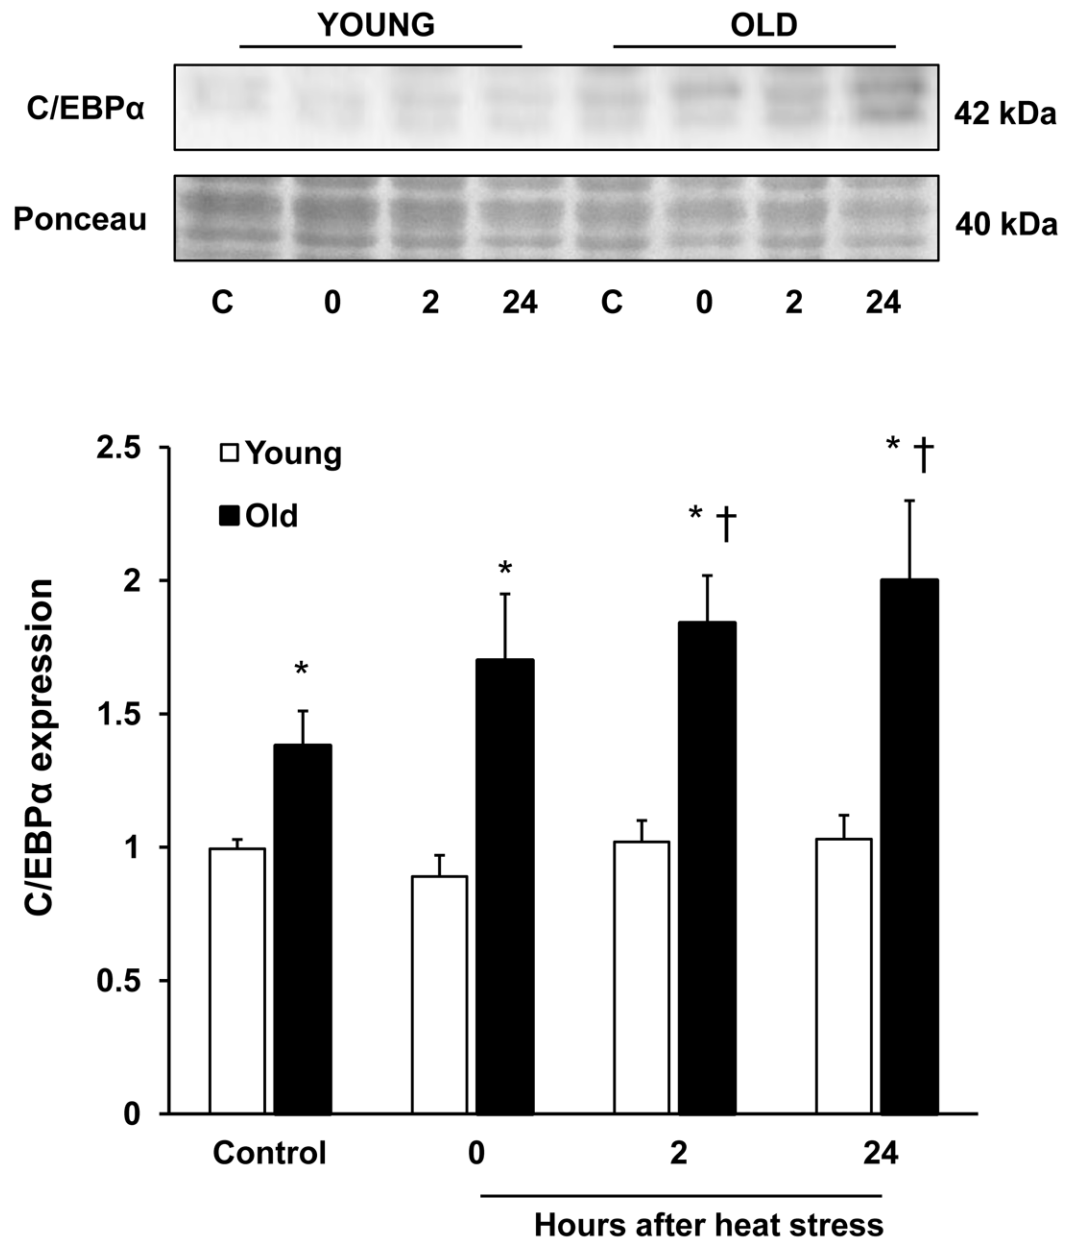 YOUNG OLD
C/EBPα 42 kDa
Ponceau 40 kDa
C 0 2 24 C 0 2 24
2.5
2
1.5
1
0.5
0
C/EBPα expression
Young
Old
*
*
* †
* †
Control 0 2 24
Hours after heat stress